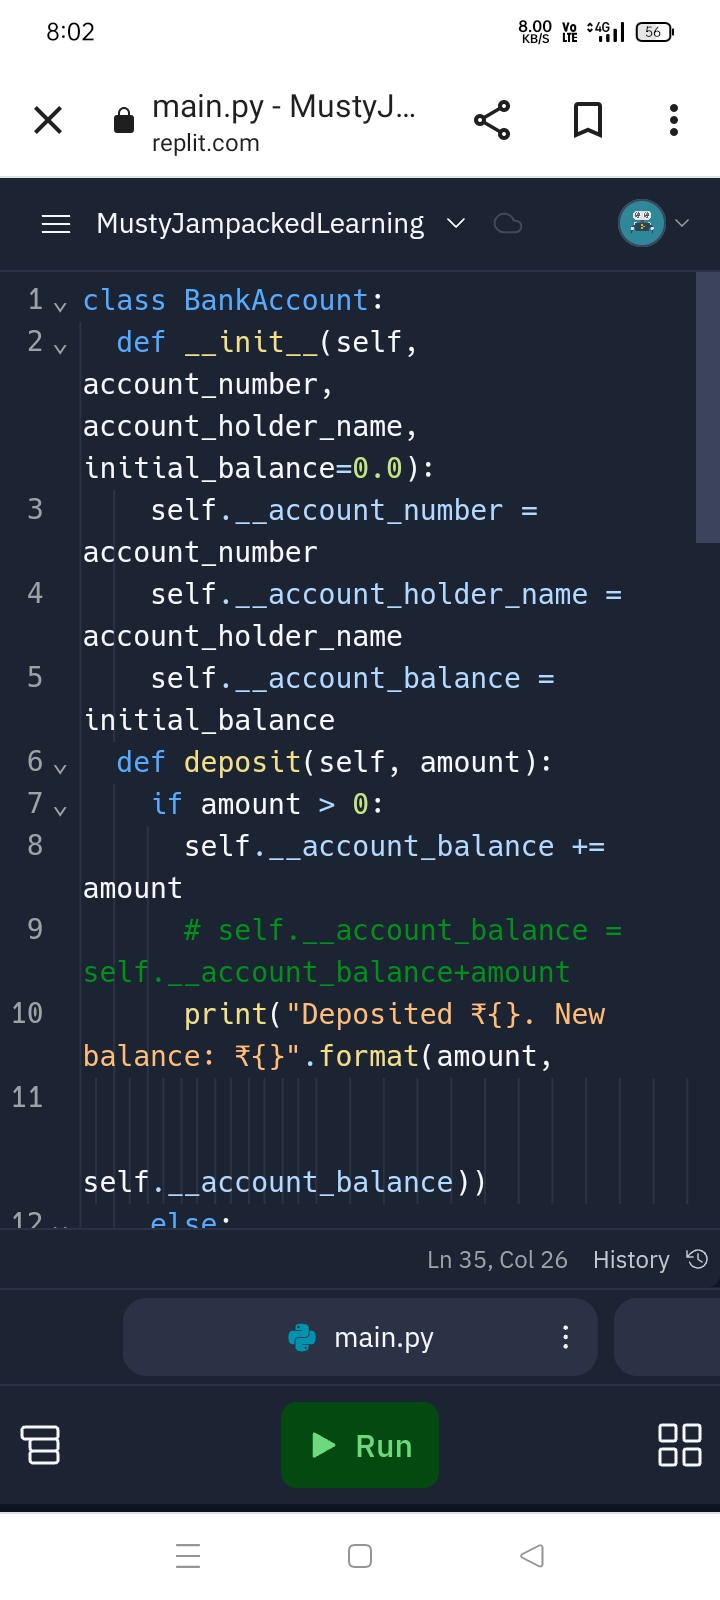 8:02
8.00 KB/S Vo LTE 4G 56
main.py - MustyJ...
replit.com
MustyJampackedLearning
1 class BankAccount:
2 def __init__(self,
account_number,
account_holder_name,
initial_balance=0.0):
3 self.__account_number =
account_number
4 self.__account_holder_name =
account_holder_name
5 self.__account_balance =
initial_balance
6 def deposit(self, amount):
7 if amount > 0:
8 self.__account_balance +=
amount
9 # self.__account_balance =
self.__account_balance+amount
10 print("Deposited ₹{}. New
balance: ₹{}".format(amount,
11
self.__account_balance))
12 else:
Ln 35, Col 26 History
main.py
Run